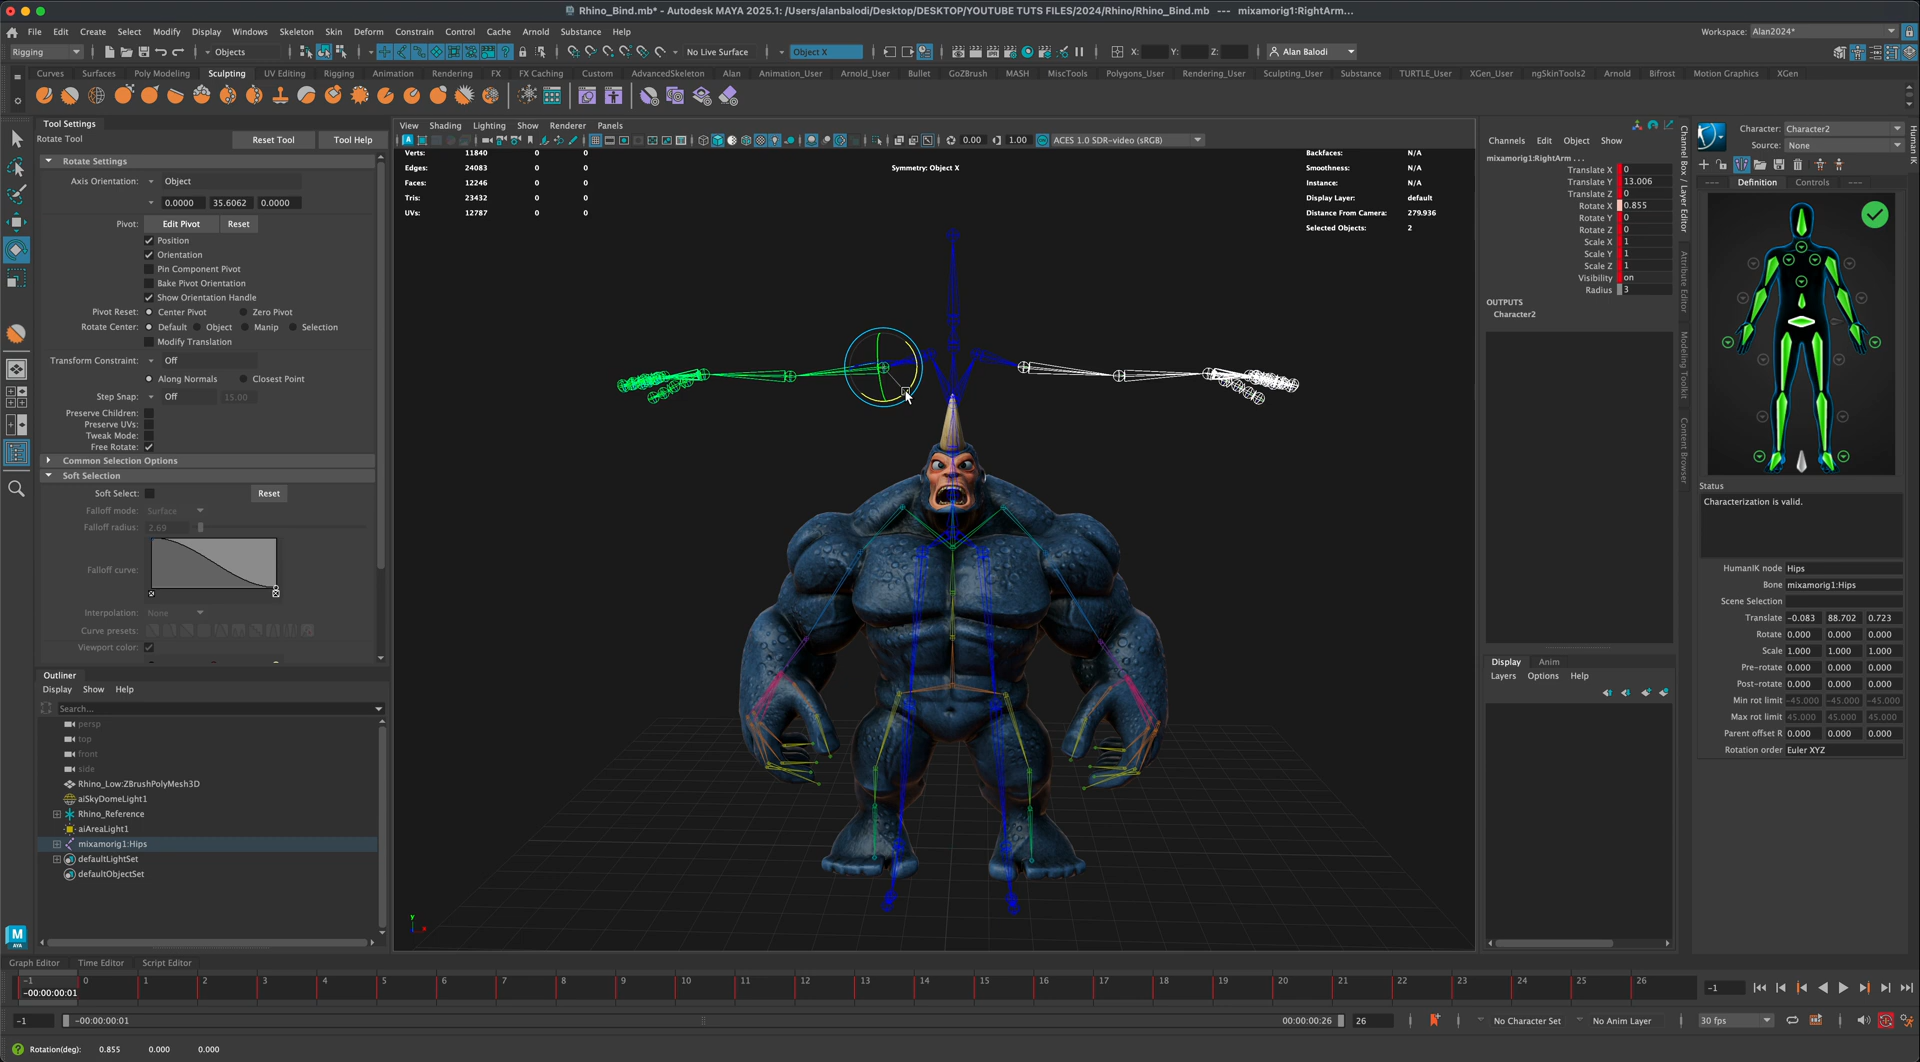 Rhino_Bind.mb* - Autodesk MAYA 2025.1: /Users/alanbalodi/Desktop/DESKTOP/YOUTUBE TUTS FILES/2024/Rhino/Rhino_Bind.mb --- mixamorig1:RightArm...
File Edit Create Select Modify Display Windows Skeleton Skin Deform Constrain Control Cache Arnold Substance Help
Workspace: Alan2024*
Rigging Objects No Live Surface Object X X: Y: Z: Alan Balodi
Curves Surfaces Poly Modeling Sculpting UV Editing Rigging Animation Rendering FX FX Caching Custom AdvancedSkeleton Alan Animation_User Arnold_User Bullet GoZBrush MASH MiscTools Polygons_User Rendering_User Sculpting_User Substance TURTLE_User XGen_User ngSkinTools2 Arnold Bifrost Motion Graphics XGen
Tool Settings
Rotate Tool Reset Tool Tool Help
Rotate Settings
Axis Orientation: Object
0.0000 35.6062 0.0000
Pivot: Edit Pivot Reset
Position
Orientation
Pin Component Pivot
Bake Pivot Orientation
Show Orientation Handle
Pivot Reset: Center Pivot Zero Pivot
Rotate Center: Default Object Manip Selection
Modify Translation
Transform Constraint: Off
Along Normals Closest Point
Step Snap: Off 15.00
Preserve Children:
Preserve UVs:
Tweak Mode:
Free Rotate:
Common Selection Options
Soft Selection
Soft Select: Reset
Falloff mode: Surface
Falloff radius: 2.69
Falloff curve:
Interpolation: None
Curve presets:
Viewport color:
Outliner
Display Show Help
Search...
persp
top
front
side
Rhino_Low:ZBrushPolyMesh3D
aiSkyDomeLight1
Rhino_Reference
aiAreaLight1
mixamorig1:Hips
defaultLightSet
defaultObjectSet
View Shading Lighting Show Renderer Panels
0.00 1.00 ACES 1.0 SDR-video (sRGB)
Verts: 11840 0 0
Edges: 24083 0 0
Faces: 12246 0 0
Tris: 23432 0 0
UVs: 12787 0 0
Symmetry: Object X
Backfaces: N/A
Smoothness: N/A
Instance: N/A
Display Layer: default
Distance From Camera: 279.936
Selected Objects: 2
y
x
Channels Edit Object Show
mixamorig1:RightArm . . .
Translate X 0
Translate Y 13.006
Translate Z 0
Rotate X 0.855
Rotate Y 0
Rotate Z 0
Scale X 1
Scale Y 1
Scale Z 1
Visibility on
Radius 3
OUTPUTS
Character2
Display Anim
Layers Options Help
Channel Box / Layer Editor
Attribute Editor
Modeling Toolkit
Content Browser
Human IK
Character: Character2
Source: None
--- Definition Controls ---
Status
Characterization is valid.
HumanIK node Hips
Bone mixamorig1:Hips
Scene Selection
Translate -0.083 88.702 0.723
Rotate 0.000 0.000 0.000
Scale 1.000 1.000 1.000
Pre-rotate 0.000 0.000 0.000
Post-rotate 0.000 0.000 0.000
Min rot limit -45.000 -45.000 -45.000
Max rot limit 45.000 45.000 45.000
Parent offset R 0.000 0.000 0.000
Rotation order Euler XYZ
M
AYA
Graph Editor Time Editor Script Editor
-1 0 1 2 3 4 5 6 7 8 9 10 11 12 13 14 15 16 17 18 19 20 21 22 23 24 25 26
-00:00:00:01
-1
-1 -00:00:00:01 00:00:00:26 26 No Character Set No Anim Layer 30 fps
Rotation(deg): 0.855 0.000 0.000